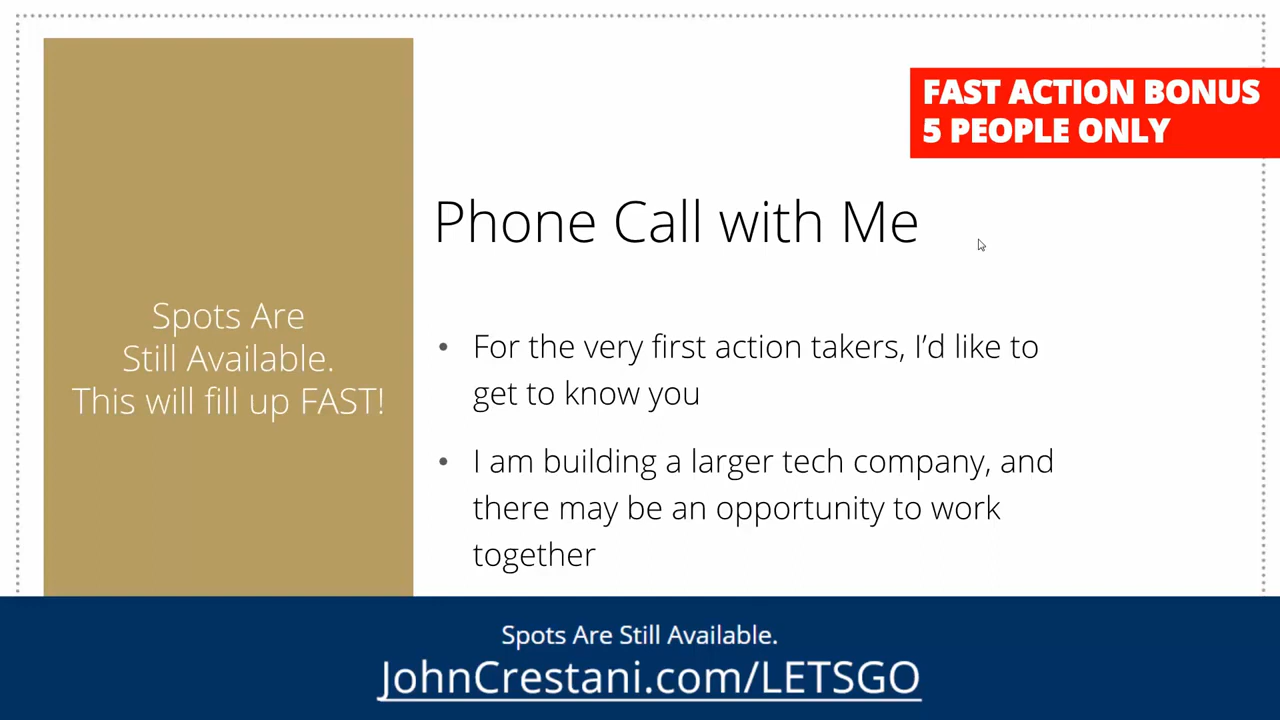 FAST ACTION BONUS
5 PEOPLE ONLY
Phone Call with Me
Spots Are
Still Available.
This will fill up FAST!
• For the very first action takers, I’d like to
get to know you
• I am building a larger tech company, and
there may be an opportunity to work
together
Spots Are Still Available.
JohnCrestani.com/LETSGO